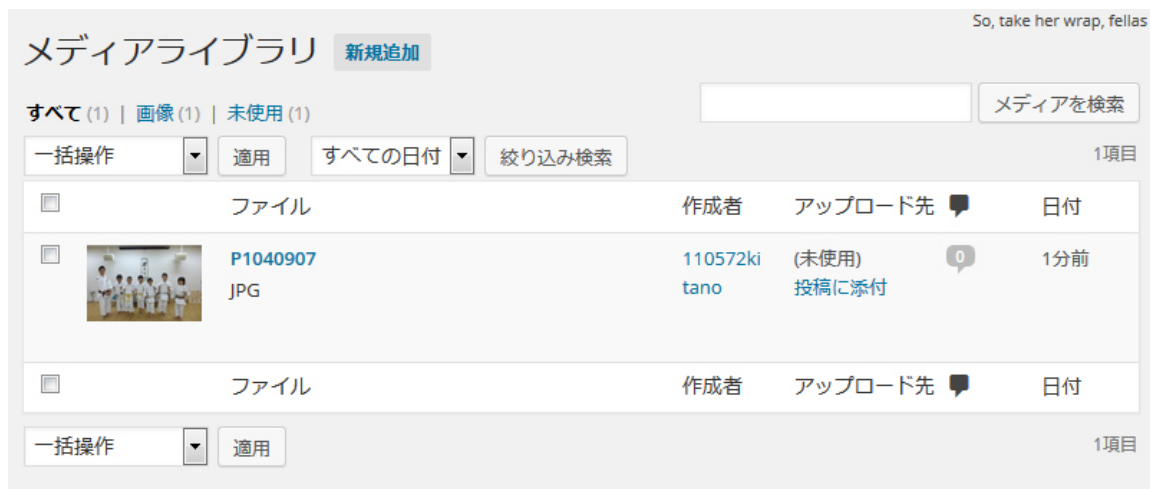 So, take her wrap, fellas
メディアライブラリ 新規追加
すべて (1) | 画像 (1) | 未使用 (1)
メディアを検索
一括操作 適用 すべての日付 絞り込み検索 1項目
ファイル 作成者 アップロード先 日付
P1040907 110572ki (未使用) 0 1分前
JPG tano 投稿に添付
ファイル 作成者 アップロード先 日付
一括操作 適用 1項目